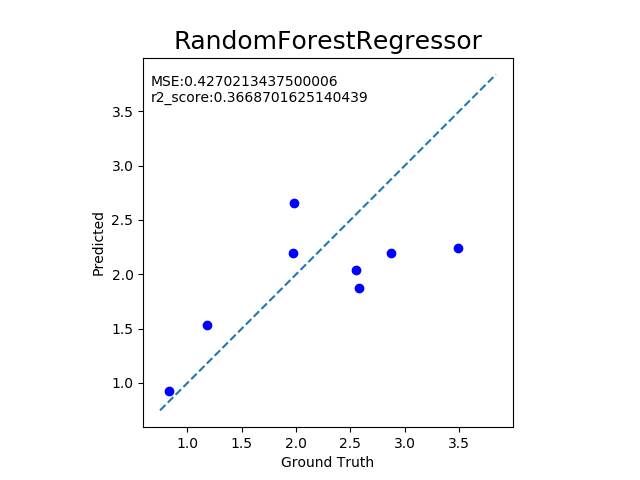 RandomForestRegressor
MSE:0.4270213437500006
r2_score:0.3668701625140439
3.5
3.0
2.5
2.0
1.5
1.0
Predicted
1.0 1.5 2.0 2.5 3.0 3.5
Ground Truth